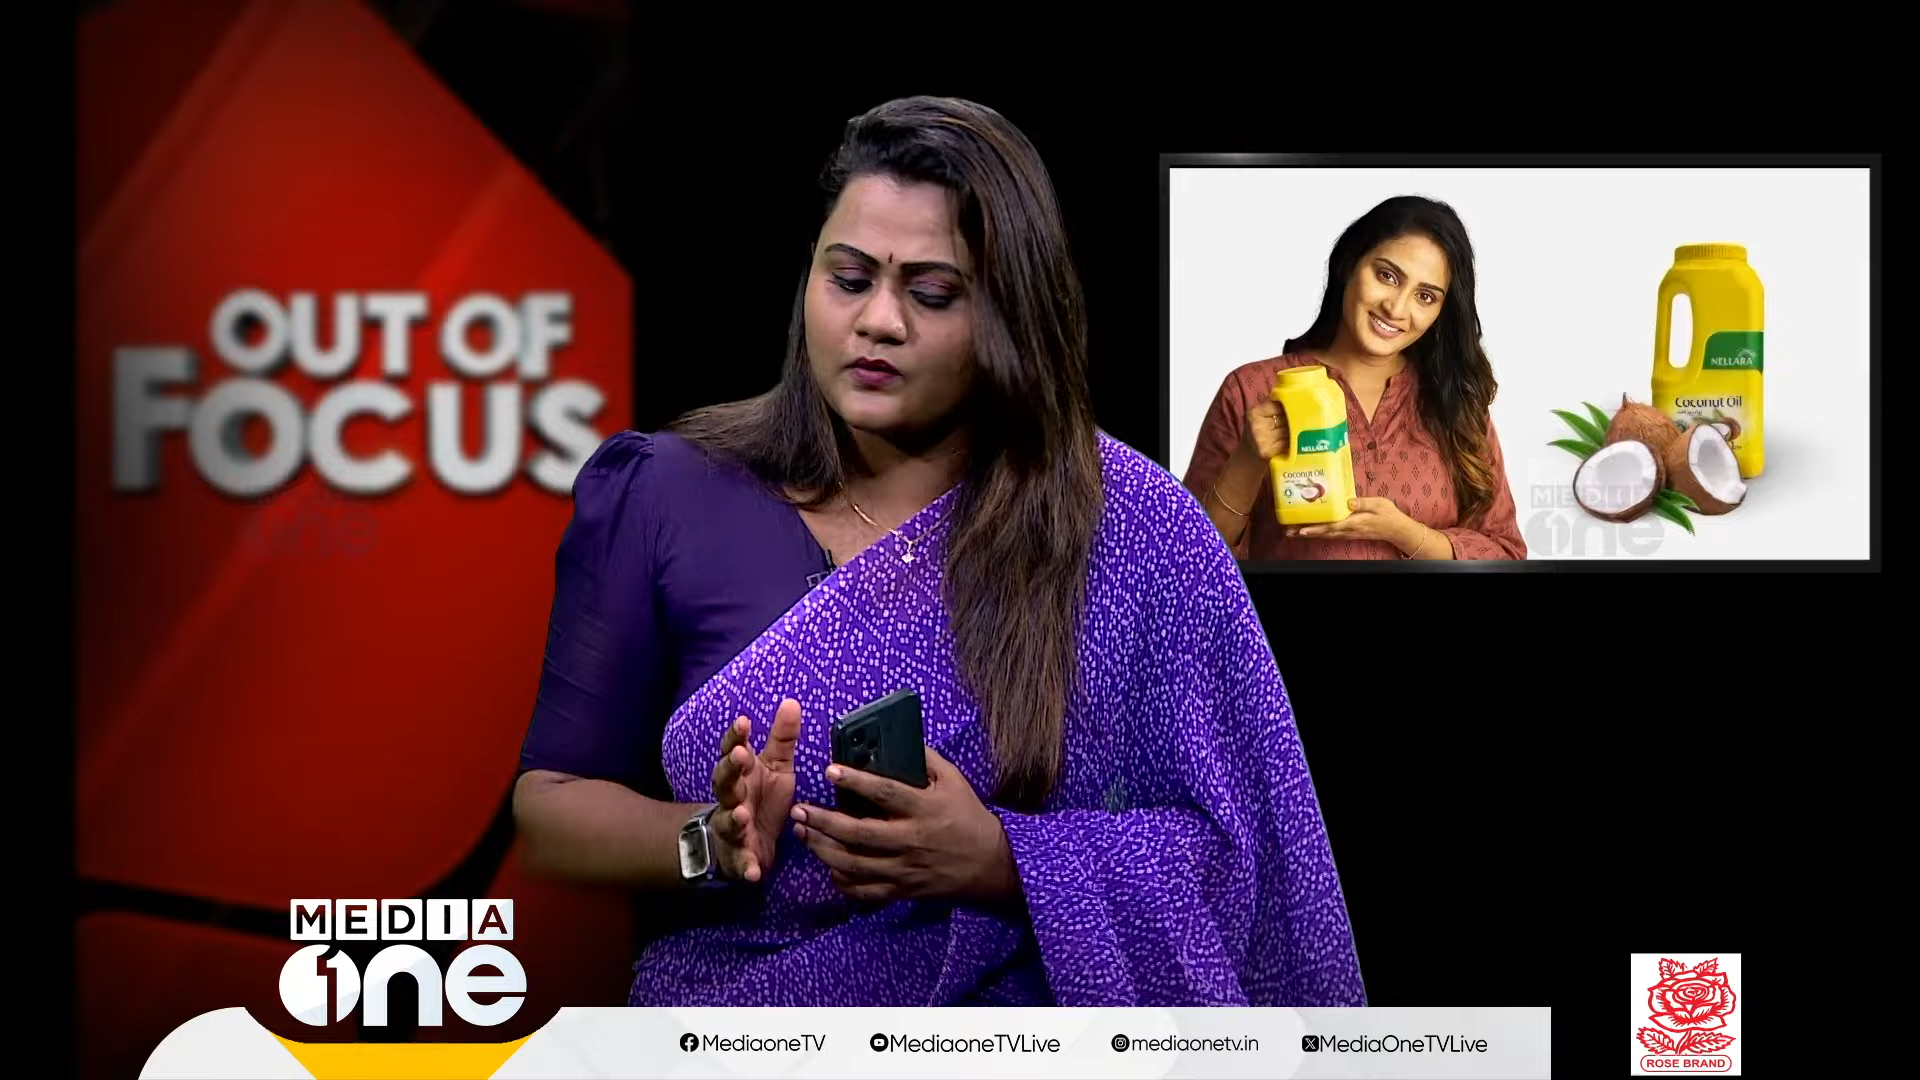 OUT OF
FOCUS
one
NELLARA
Coconut Oil
NELLARA
Coconut Oil
MEDIA
one
MEDIA
one
MediaoneTV
MediaoneTVLive
mediaonetv.in
MediaOneTVLive
ROSE BRAND